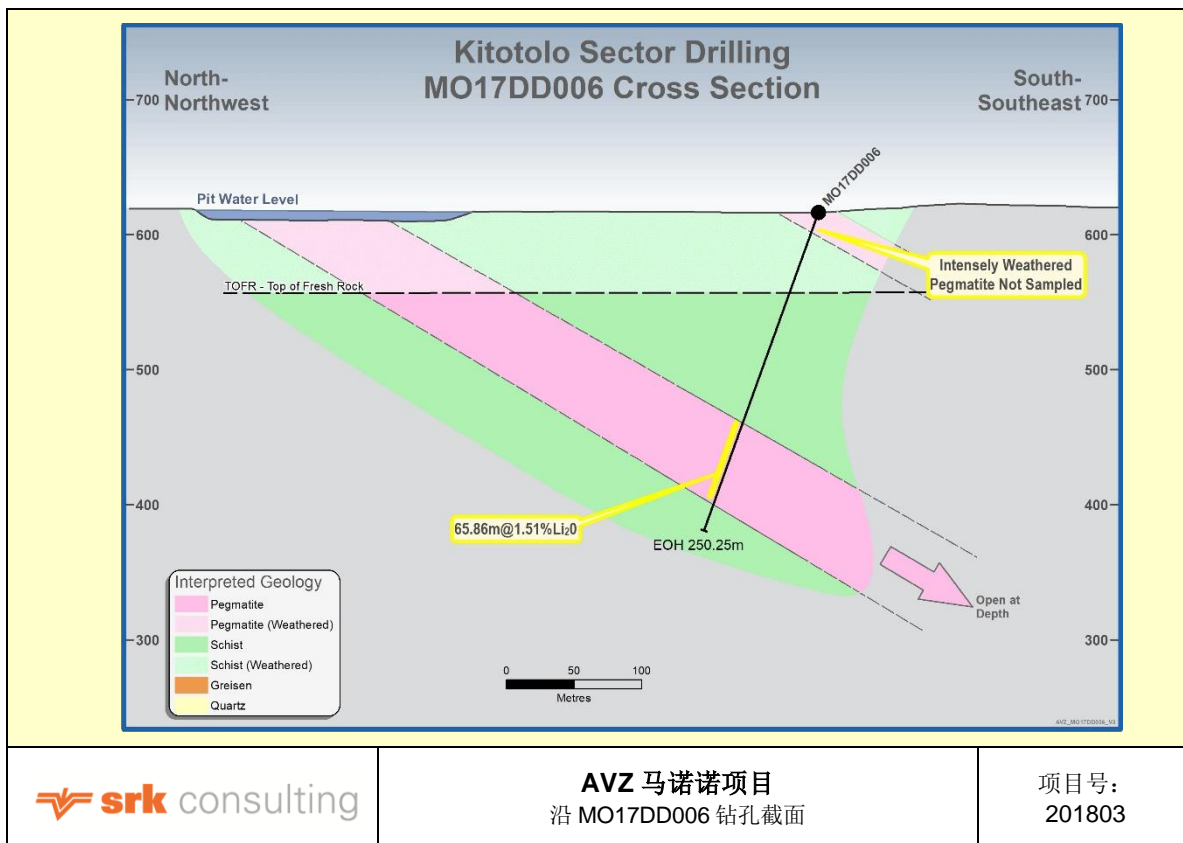 Kitotolo Sector Drilling
MO17DD006 Cross Section
North-
Northwest
South-
Southeast
700
700
MO17DD006
Pit Water Level
600
600
Intensely Weathered
Pegmatite Not Sampled
TOFR - Top of Fresh Rock
500
500
400
400
65.86m@1.51%Li₂0
EOH 250.25m
Interpreted Geology
Pegmatite
Pegmatite (Weathered)
Schist
Schist (Weathered)
Greisen
Quartz
Open at
Depth
300
300
0 50 100
Metres
AVZ_MO17DD006_V3
srk consulting
AVZ 马诺诺项目
沿 MO17DD006 钻孔截面
项目号：
201803